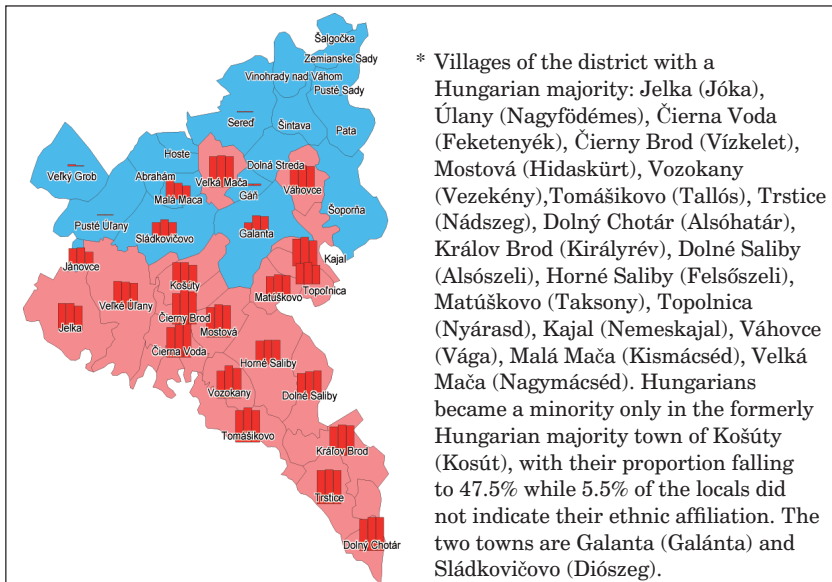 Šalgočka
Zemianske Sady
Vinohrady nad Váhom
Pusté Sady
Sereď
Šintava
Pata
Hoste
Dolná Streda
Veľký Grob
Abrahám
Veľká Mača
Malá Maca
Gáň
Váhovce
Šoporňa
Pusté Uľany
Sládkovičovo
Galanta
Jánovce
Kajal
Košuty
Topoľnica
Veľké Uľany
Matúškovo
Jelka
Čierny Brod
Mostová
Čierna Voda
Horné Saliby
Vozokany
Dolné Saliby
Tomášikovo
Kráľov Brod
Trstice
Dolný Chotár
* Villages of the district with a
Hungarian majority: Jelka (Jóka),
Úlany (Nagyfödémes), Čierna Voda
(Feketenyék), Čierny Brod (Vízkelet),
Mostová (Hidaskürt), Vozokany
(Vezekény),Tomášikovo (Tallós), Trstice
(Nádszeg), Dolný Chotár (Alsóhatár),
Králov Brod (Királyrév), Dolné Saliby
(Alsószeli), Horné Saliby (Felsőszeli),
Matúškovo (Taksony), Topolnica
(Nyárasd), Kajal (Nemeskajal), Váhovce
(Vága), Malá Mača (Kismácséd), Velká
Mača (Nagymácséd). Hungarians
became a minority only in the formerly
Hungarian majority town of Košúty
(Kosút), with their proportion falling
to 47.5% while 5.5% of the locals did
not indicate their ethnic affiliation. The
two towns are Galanta (Galánta) and
Sládkovičovo (Diószeg).